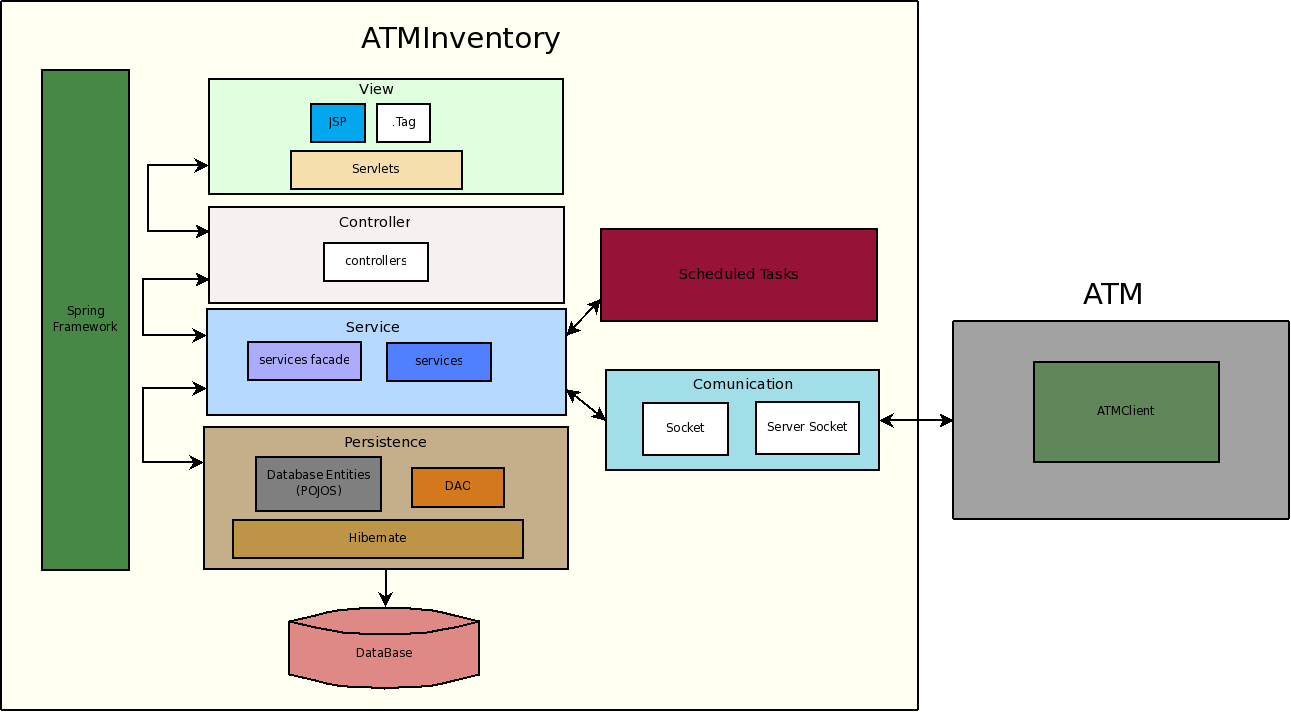 ATMInventory
View
JSP
.Tag
Servlets
Controller
controllers
Spring
Framework
Scheduled Tasks
Service
services facade
services
Comunication
Socket
Server Socket
ATM
ATMClient
Persistence
Database Entities
(POJOS)
DAO
Hibernate
DataBase